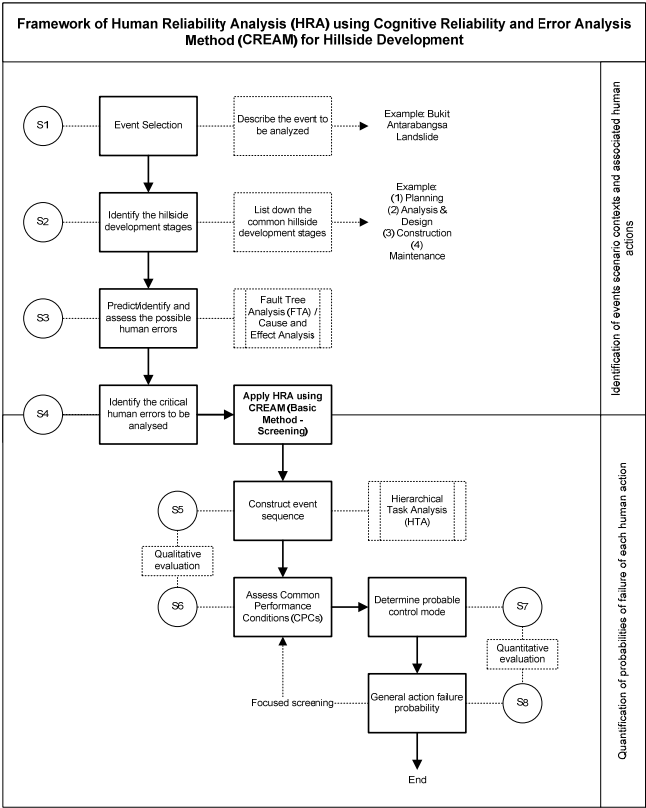 Framework of Human Reliability Analysis (HRA) using Cognitive Reliability and Error Analysis
Method (CREAM) for Hillside Development
S1
Event Selection
Describe the event to
be analyzed
Example: Bukit
Antarabangsa
Landslide
S2
Identify the hillside
development stages
List down the
common hillside
development stages
Example:
(1) Planning
(2) Analysis &
Design
(3) Construction
(4)
Maintenance
S3
Predict/identify and
assess the possible
human errors
Fault Tree
Analysis (FTA) /
Cause and
Effect Analysis
S4
Identify the critical
human errors to be
analysed
Apply HRA using
CREAM (Basic
Method -
Screening)
Identification of events scenario contexts and associated human
actions
S5
Construct event
sequence
Hierarchical
Task Analysis
(HTA)
Qualitative
evaluation
S6
Assess Common
Performance
Conditions (CPCs)
Determine probable
control mode
S7
Quantitative
evaluation
Focused screening
General action failure
probability
S8
End
Quantification of probabilities of failure of each human action